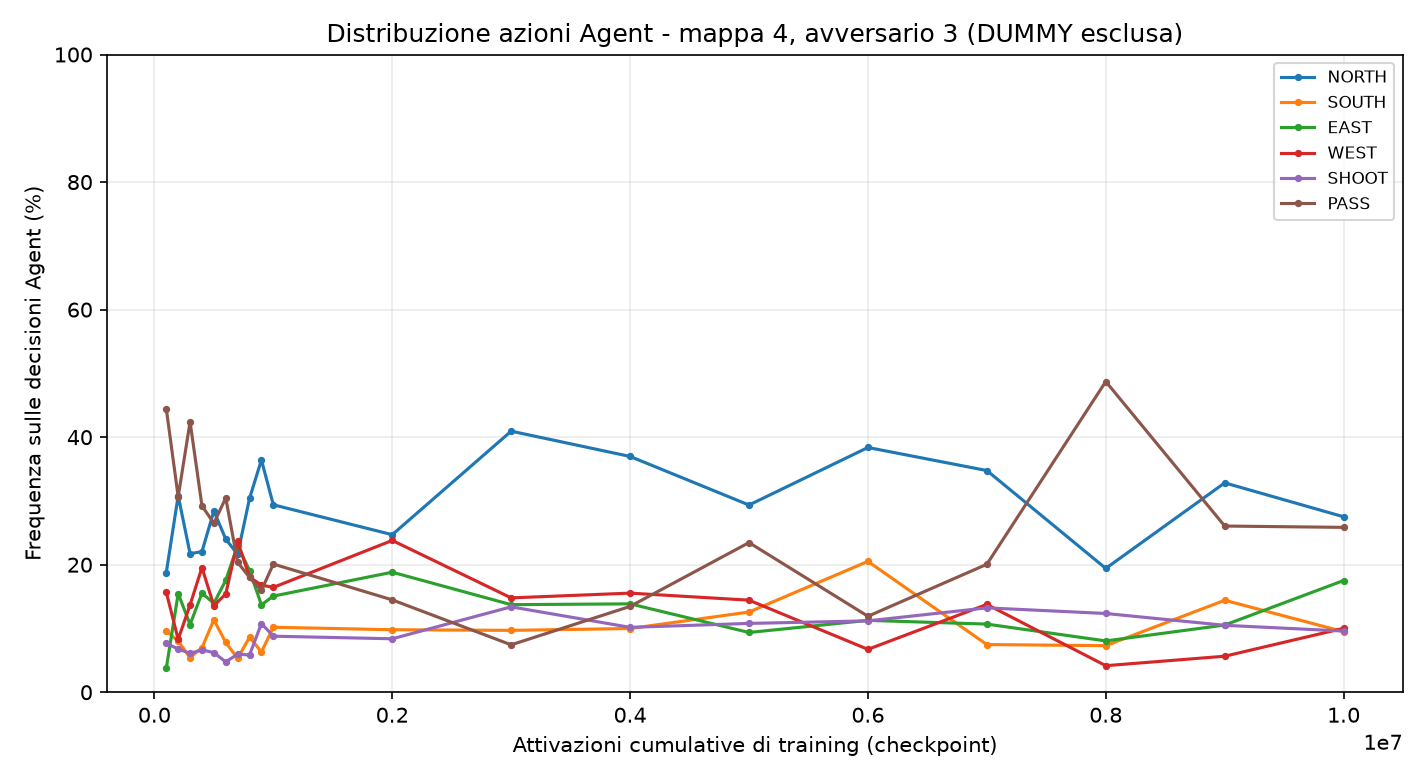 Distribuzione azioni Agent - mappa 4, avversario 3 (DUMMY esclusa)
Frequenza sulle decisioni Agent (%)
100
80
60
40
20
0
NORTH
SOUTH
EAST
WEST
SHOOT
PASS
0.0
0.2
0.4
0.6
0.8
1.0
1e7
Attivazioni cumulative di training (checkpoint)